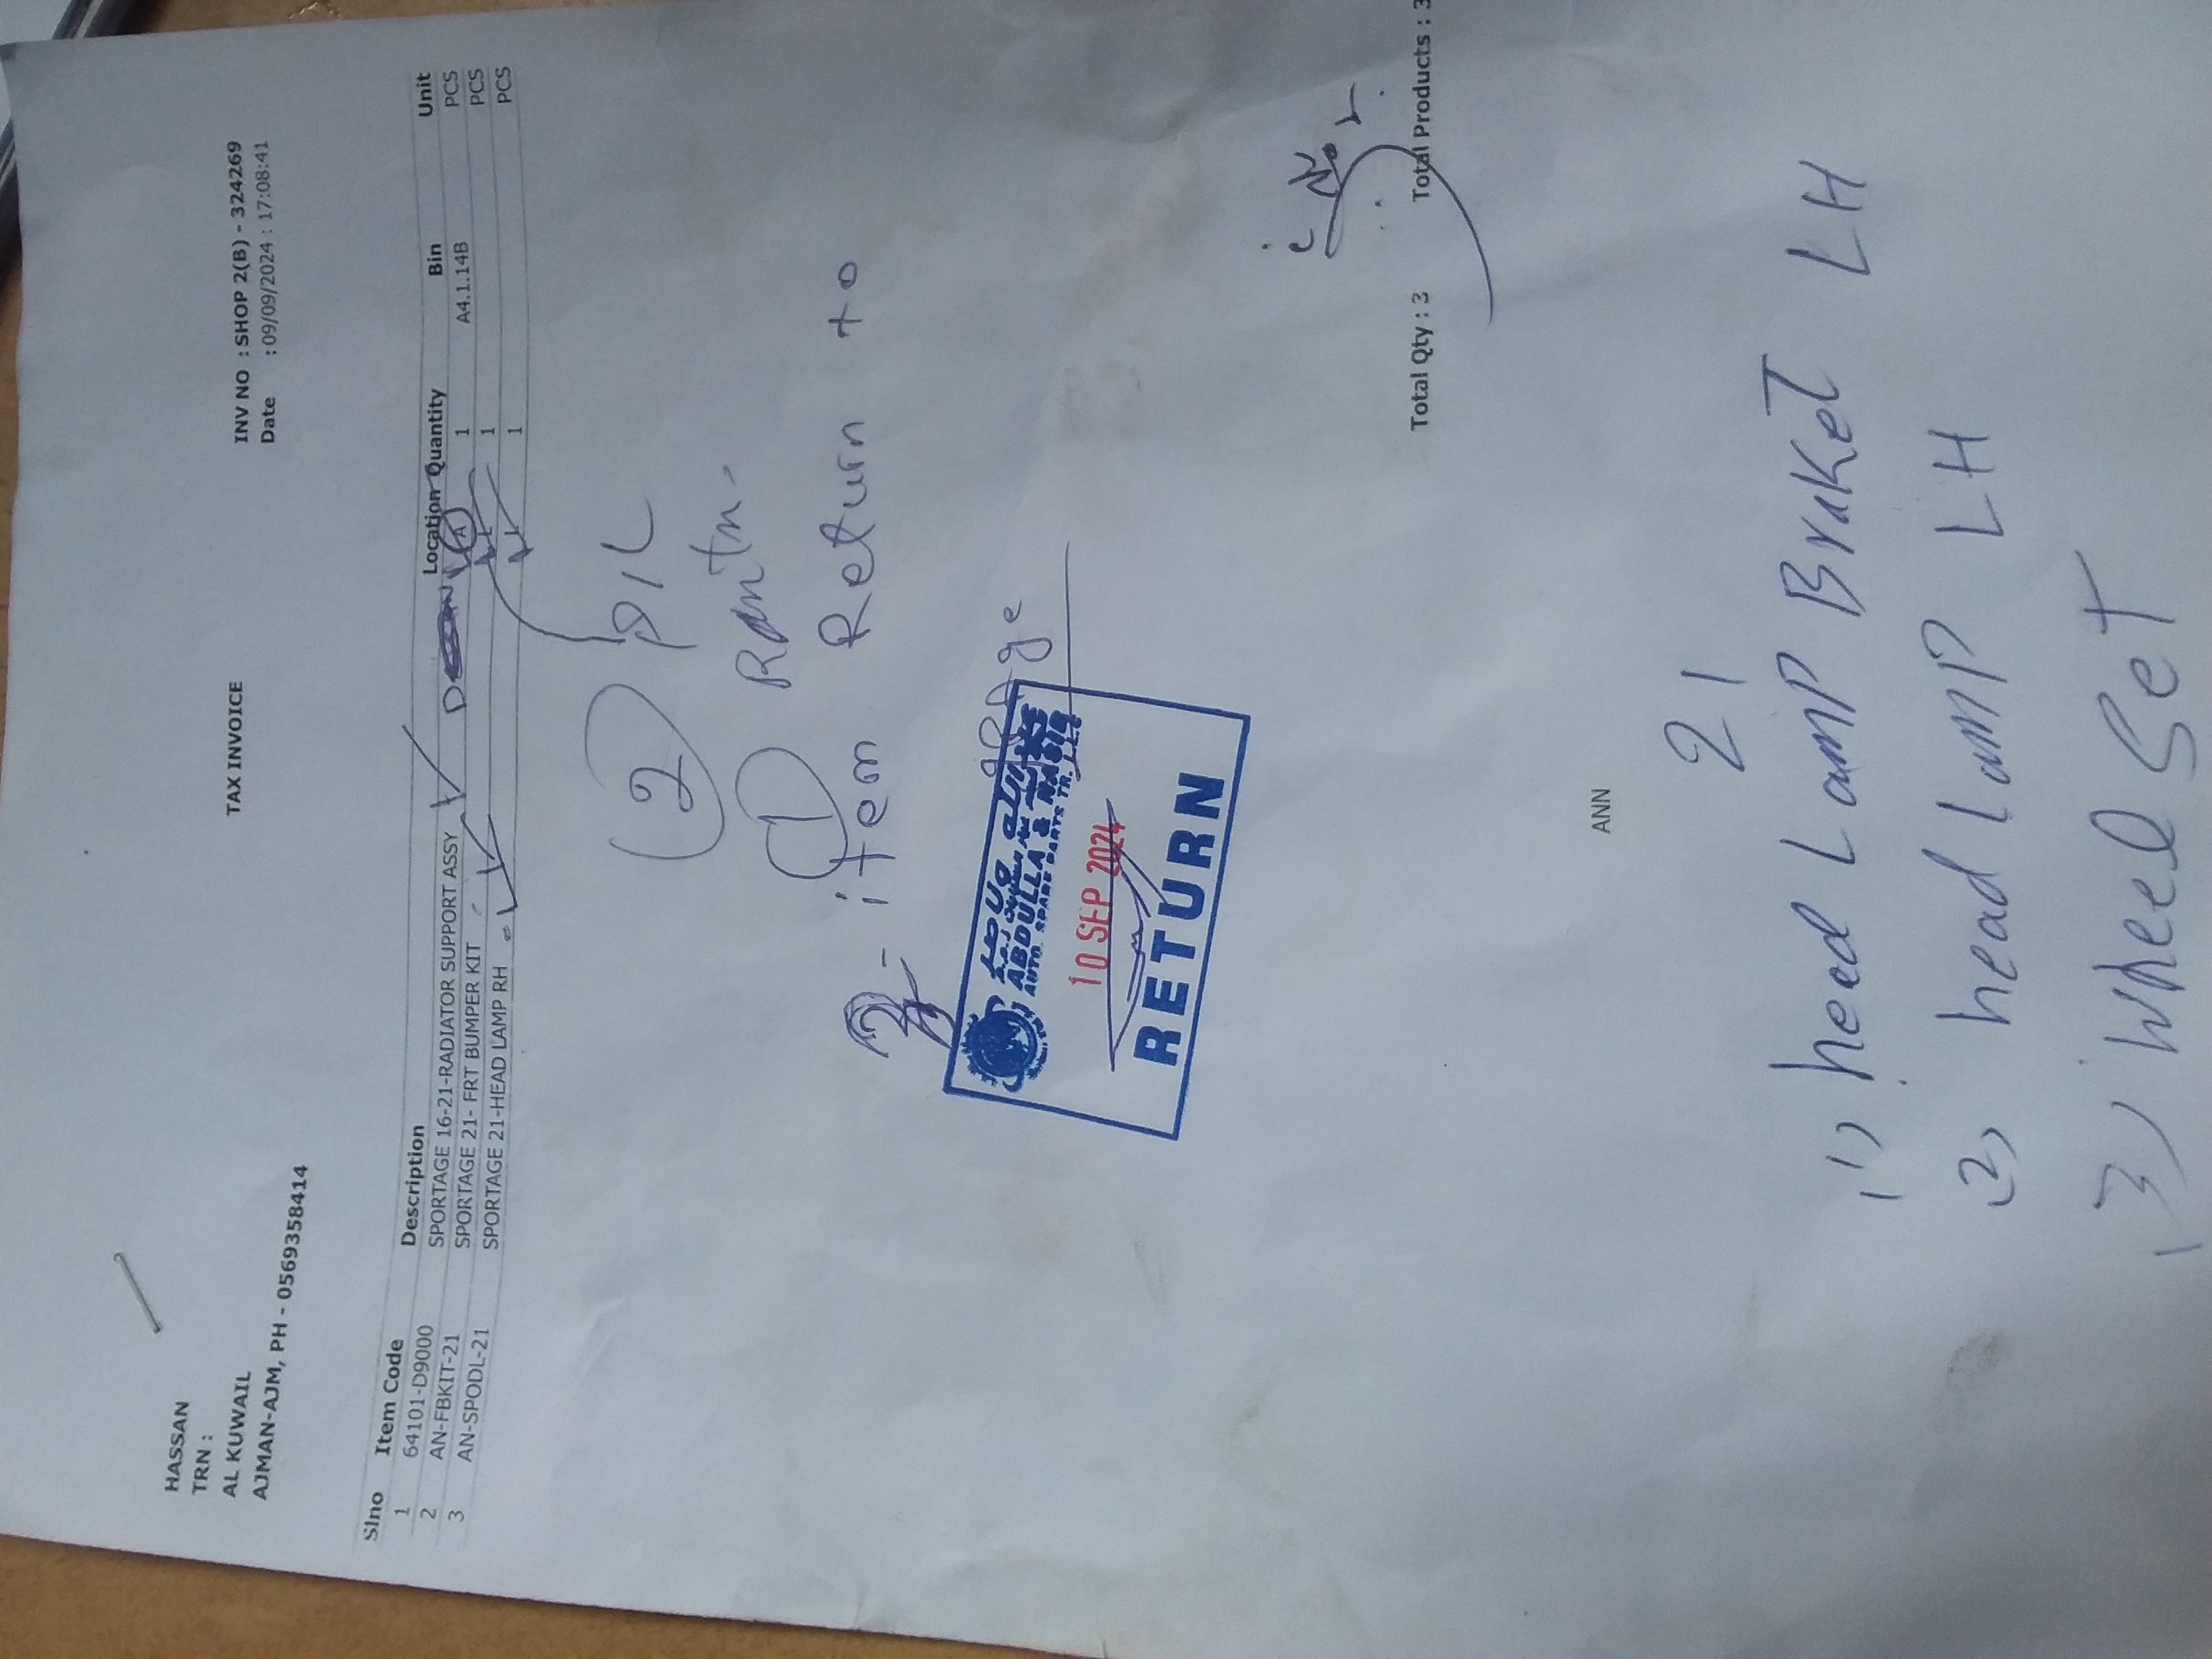 HASSAN
TRN :
AL KUWAIL
AJMAN-AJM, PH - 0569358414
TAX INVOICE
INV NO : SHOP 2(B) - 324269
Date : 09/09/2024 : 17:08:41
Slno Item Code Description Location Quantity Bin Unit
1 64101-D9000 SPORTAGE 16-21-RADIATOR SUPPORT ASSY A 1 A4.1.14B PCS
2 AN-FBKIT-21 SPORTAGE 21- FRT BUMPER KIT 1 PCS
3 AN-SPODL-21 SPORTAGE 21-HEAD LAMP RH 1 PCS
2
1
item Return to
ABDULLA & NASIR
AUTO. SPARE PARTS TR. L.L.C
10 SEP 2024
RETURN
Total Qty : 3 Total Products : 3
ANN
21
1) head LamP BrakeT LH
2) head LamP LH
3) Wheel Set